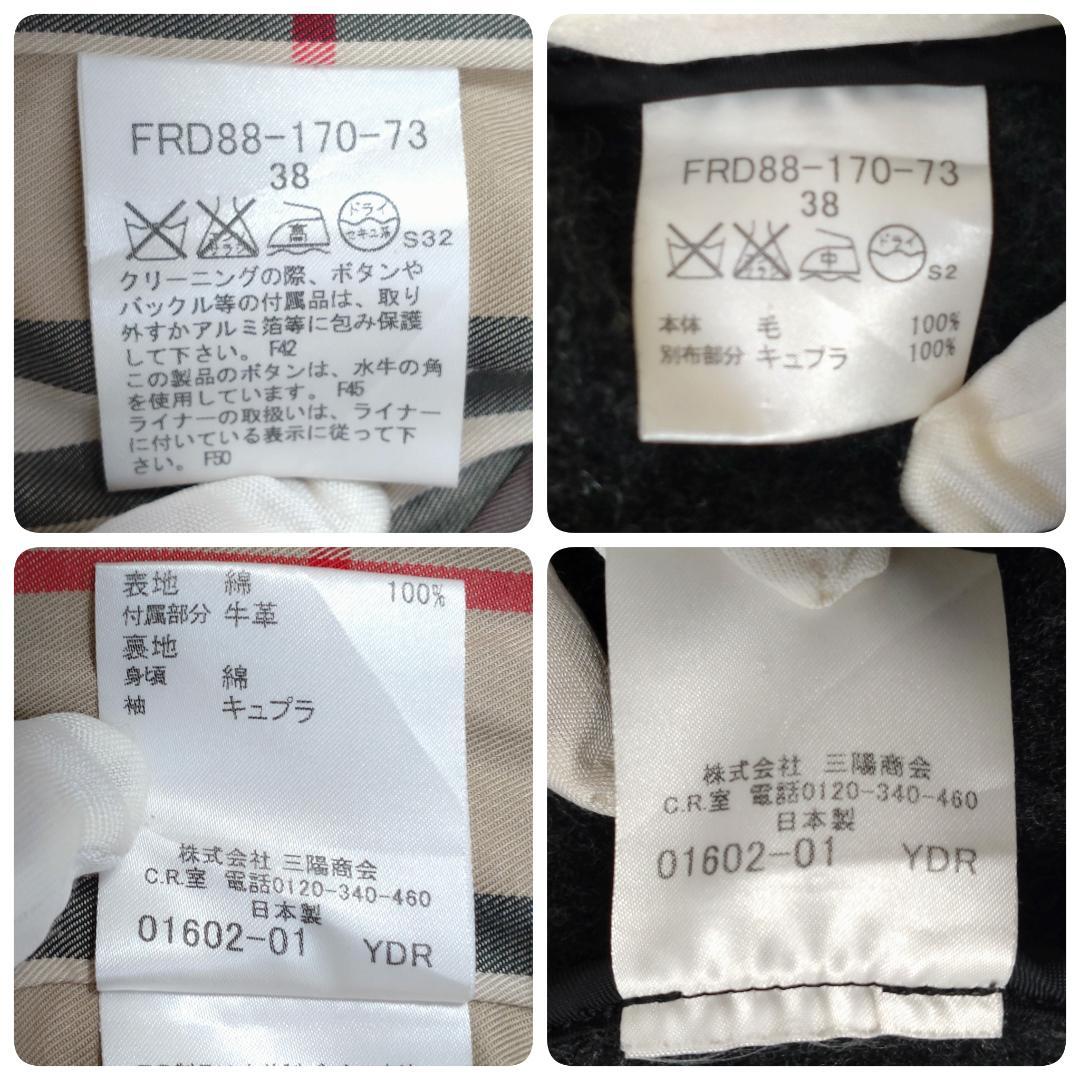 FRD88-170-73
38
高
ドライ
セキユ系
S32
クリーニングの際、ボタンや
バックル等の付属品は、取り
外すかアルミ箔等に包み保護
して下さい。 F42
この製品のボタンは、水牛の角
を使用しています。 F45
ライナーの取扱いは、ライナー
に付いている表示に従って下
さい。 F50
FRD88-170-73
38
中
ドライ
S2
本体 毛 100%
別布部分 キュプラ 100%
表地 綿 100%
付属部分 牛革
裏地
身頃 綿
袖 キュプラ
株式会社 三陽商会
C.R.室 電話0120-340-460
日本製
01602-01 YDR
株式会社 三陽商会
C.R.室 電話0120-340-460
日本製
01602-01 YDR